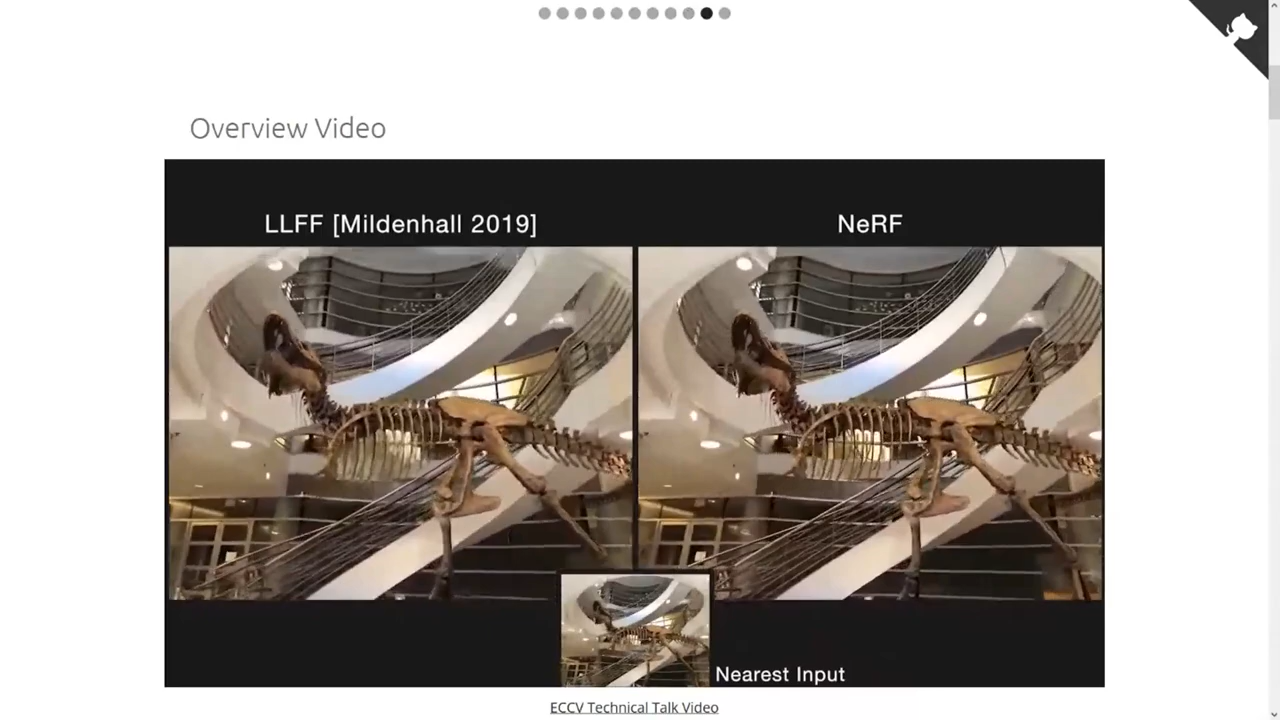 Overview Video
LLFF [Mildenhall 2019]
NeRF
Nearest Input
ECCV Technical Talk Video